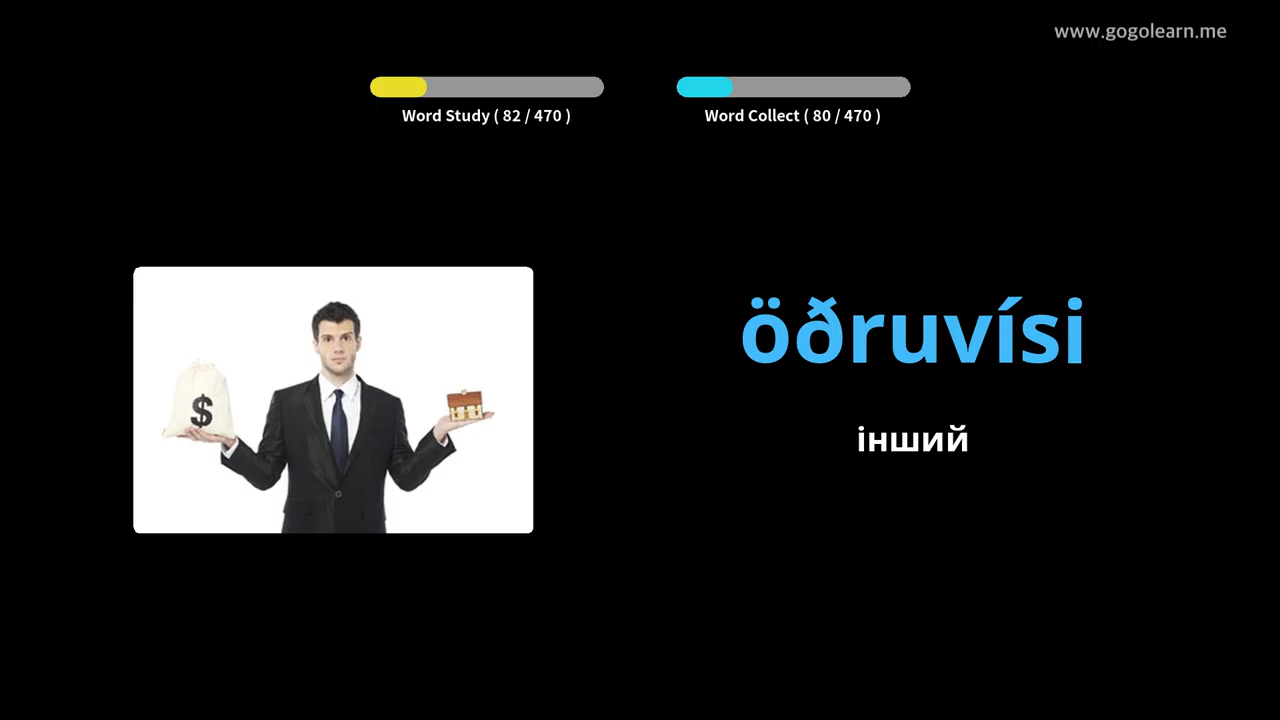 www.gogolearn.me
Word Study ( 82 / 470 )
Word Collect ( 80 / 470 )
$
öðruvísi
інший